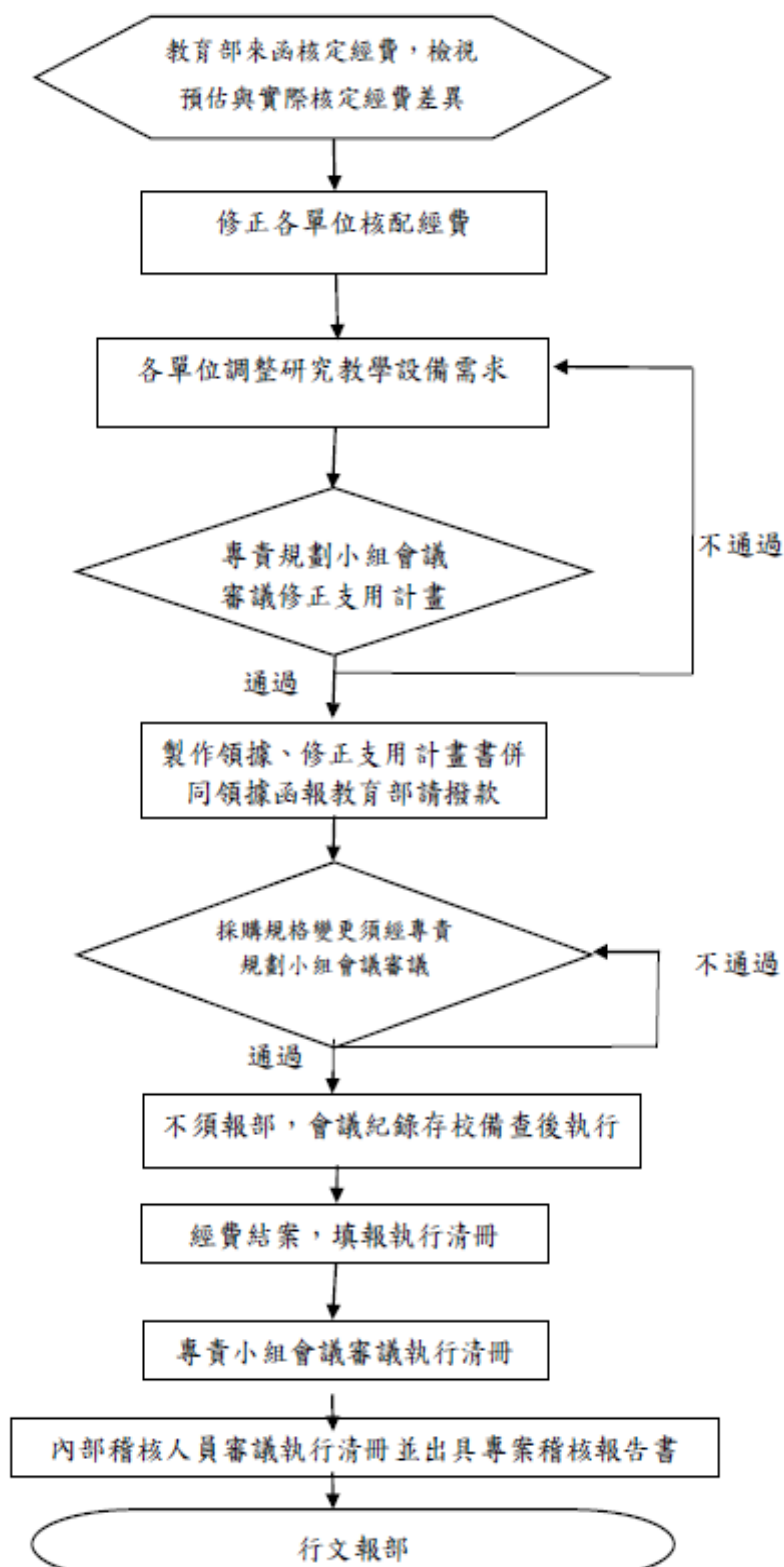 教育部來函核定經費，檢視
預估與實際核定經費差異
修正各單位核配經費
各單位調整研究教學設備需求
專責規劃小組會議
審議修正支用計畫
不通過
通過
製作領據、修正支用計畫書併
同領據函報教育部請撥款
採購規格變更須經專責
規劃小組會議審議
不通過
通過
不須報部，會議紀錄存校備查後執行
經費結案，填報執行清冊
專責小組會議審議執行清冊
內部稽核人員審議執行清冊並出具專案稽核報告書
行文報部